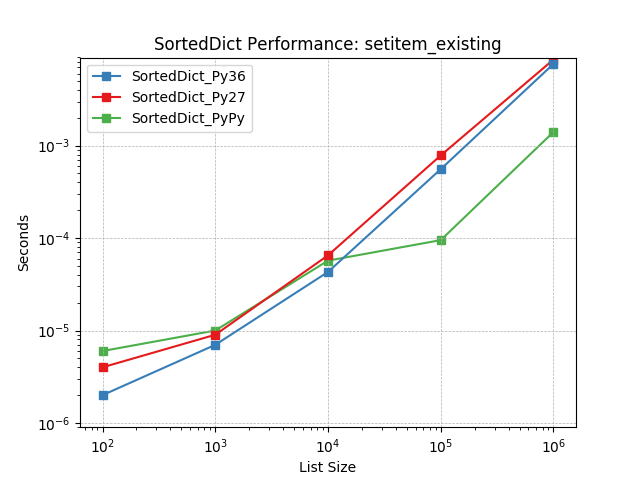 SortedDict Performance: setitem_existing
SortedDict_Py36
SortedDict_Py27
SortedDict_PyPy
10⁻³
10⁻⁴
10⁻⁵
10⁻⁶
Seconds
10² 10³ 10⁴ 10⁵ 10⁶
List Size